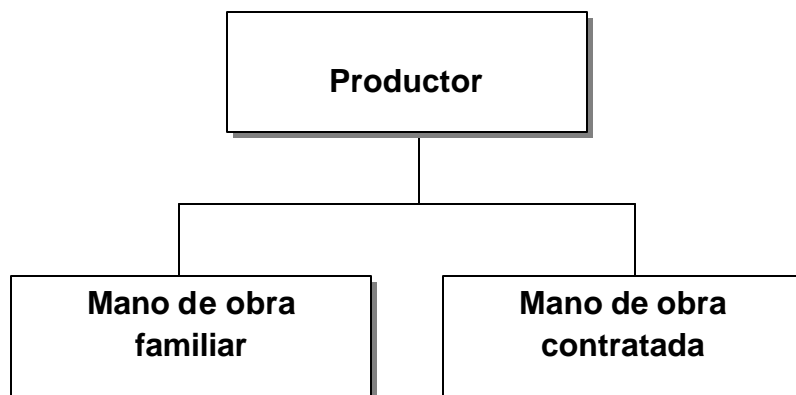 Productor
Mano de obra
familiar
Mano de obra
contratada